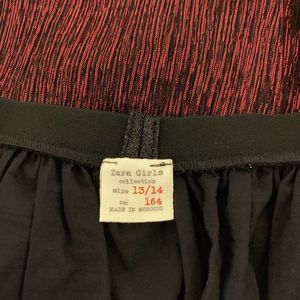 Zara Girls
collection
size 13/14
cm 164
MADE IN MOROCCO